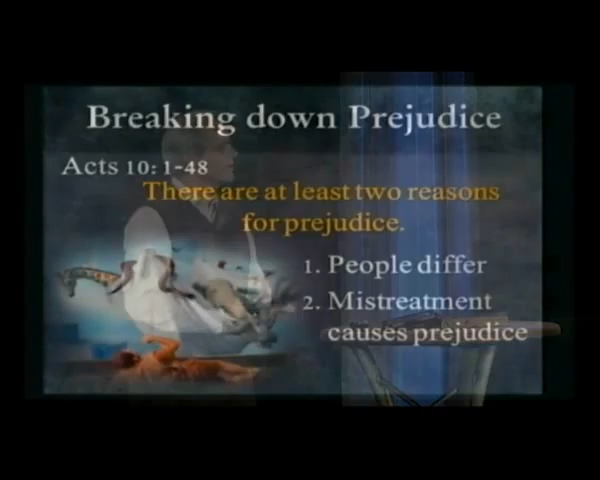 Breaking down Prejudice
Acts 10: 1-48
There are at least two reasons
for prejudice.
1. People differ
2. Mistreatment
causes prejudice